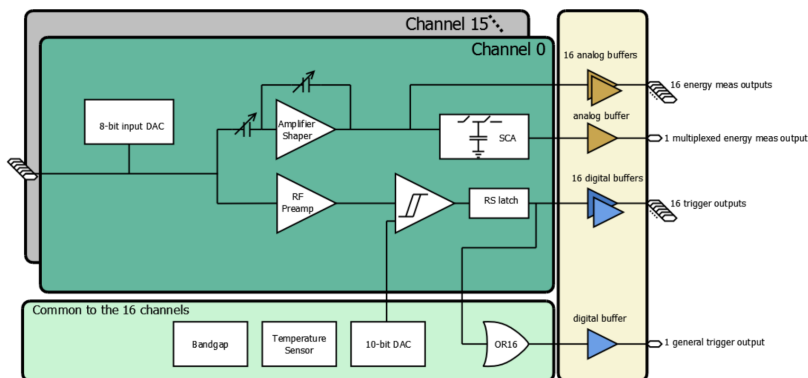 Channel 15
Channel 0
8-bit input DAC
Amplifier
Shaper
SCA
RF
Preamp
RS latch
16 analog buffers
16 energy meas outputs
analog buffer
1 multiplexed energy meas output
16 digital buffers
16 trigger outputs
Common to the 16 channels
Bandgap
Temperature
Sensor
10-bit DAC
OR16
digital buffer
1 general trigger output